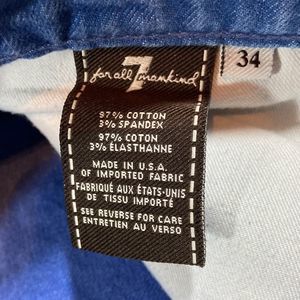 7
for all mankind
34
97% COTTON
3% SPANDEX
97% COTON
3% ÉLASTHANNE
MADE IN U.S.A.
OF IMPORTED FABRIC
FABRIQUÉ AUX ÉTATS-UNIS
DE TISSU IMPORTÉ
SEE REVERSE FOR CARE
ENTRETIEN AU VERSO